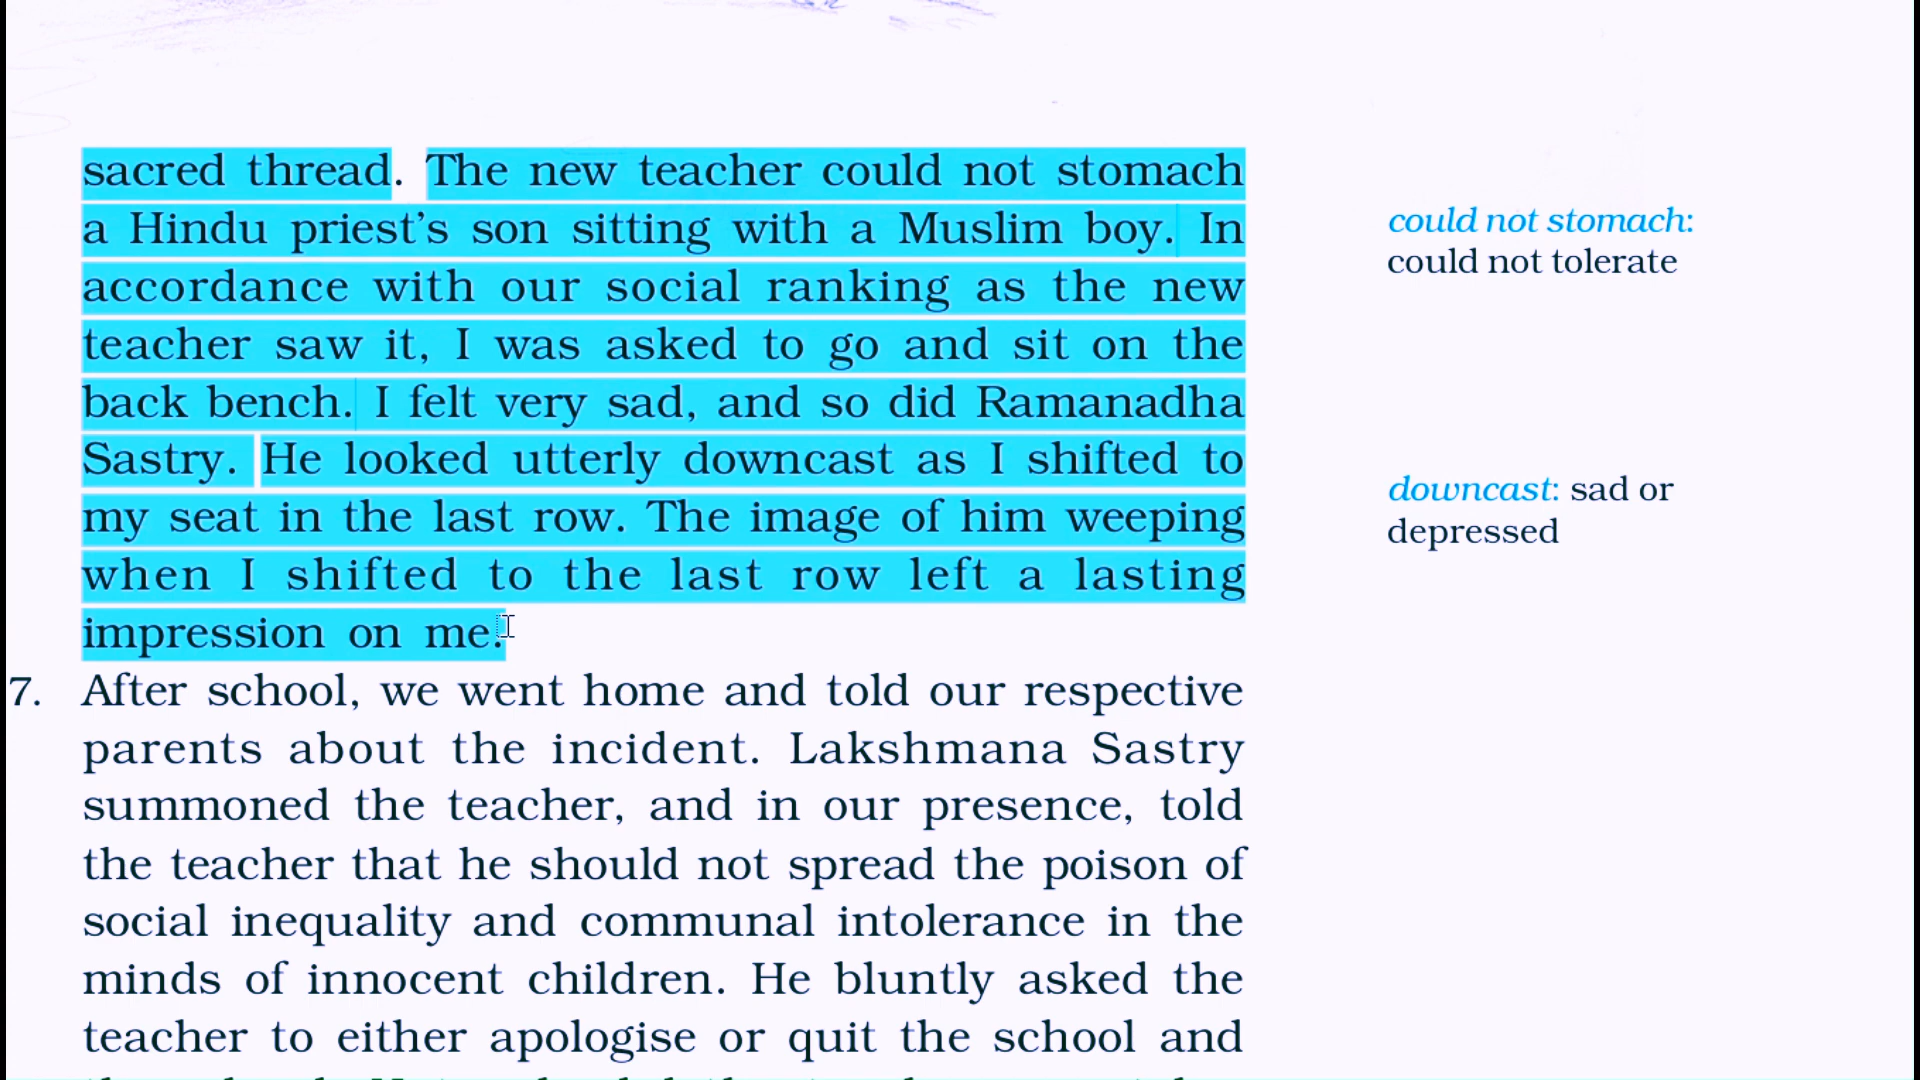 sacred thread. The new teacher could not stomach
a Hindu priest’s son sitting with a Muslim boy. In
accordance with our social ranking as the new
teacher saw it, I was asked to go and sit on the
back bench. I felt very sad, and so did Ramanadha
Sastry. He looked utterly downcast as I shifted to
my seat in the last row. The image of him weeping
when I shifted to the last row left a lasting
impression on me.
7. After school, we went home and told our respective
parents about the incident. Lakshmana Sastry
summoned the teacher, and in our presence, told
the teacher that he should not spread the poison of
social inequality and communal intolerance in the
minds of innocent children. He bluntly asked the
teacher to either apologise or quit the school and
could not stomach:
could not tolerate
downcast: sad or
depressed